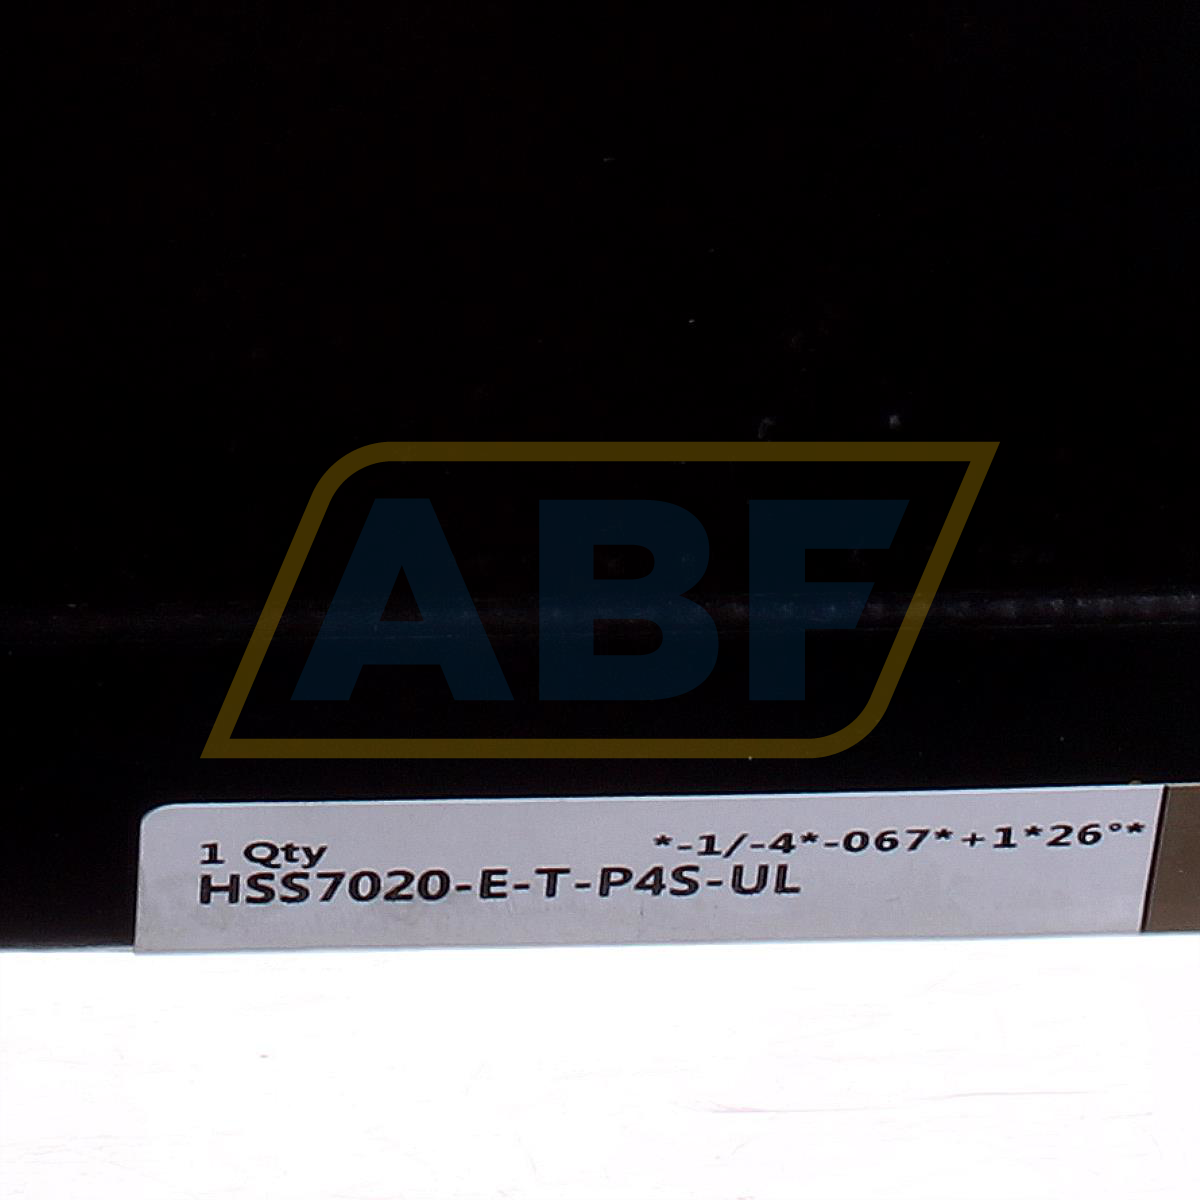 ABF
1 Qty *-1/-4*-067*+1*26°*
HSS7020-E-T-P4S-UL